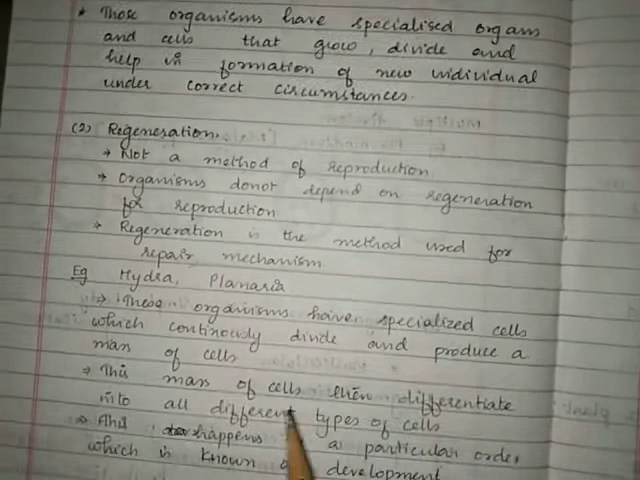 * Those organisms have specialised organs
and cells that grow, divide and
help in formation of new individual
under correct circumstances.
(2) Regeneration.
→ Not a method of reproduction
→ Organisms donot depend on regeneration
for reproduction
→ Regeneration is the method used for
repair mechanism
Eg Hydra, Planaria
→ These organisms have specialized cells
which continously divide and produce a
mass of cells
→ This mass of cells then differentiate
into all different types of cells
→ This happens a particular order
which is known development